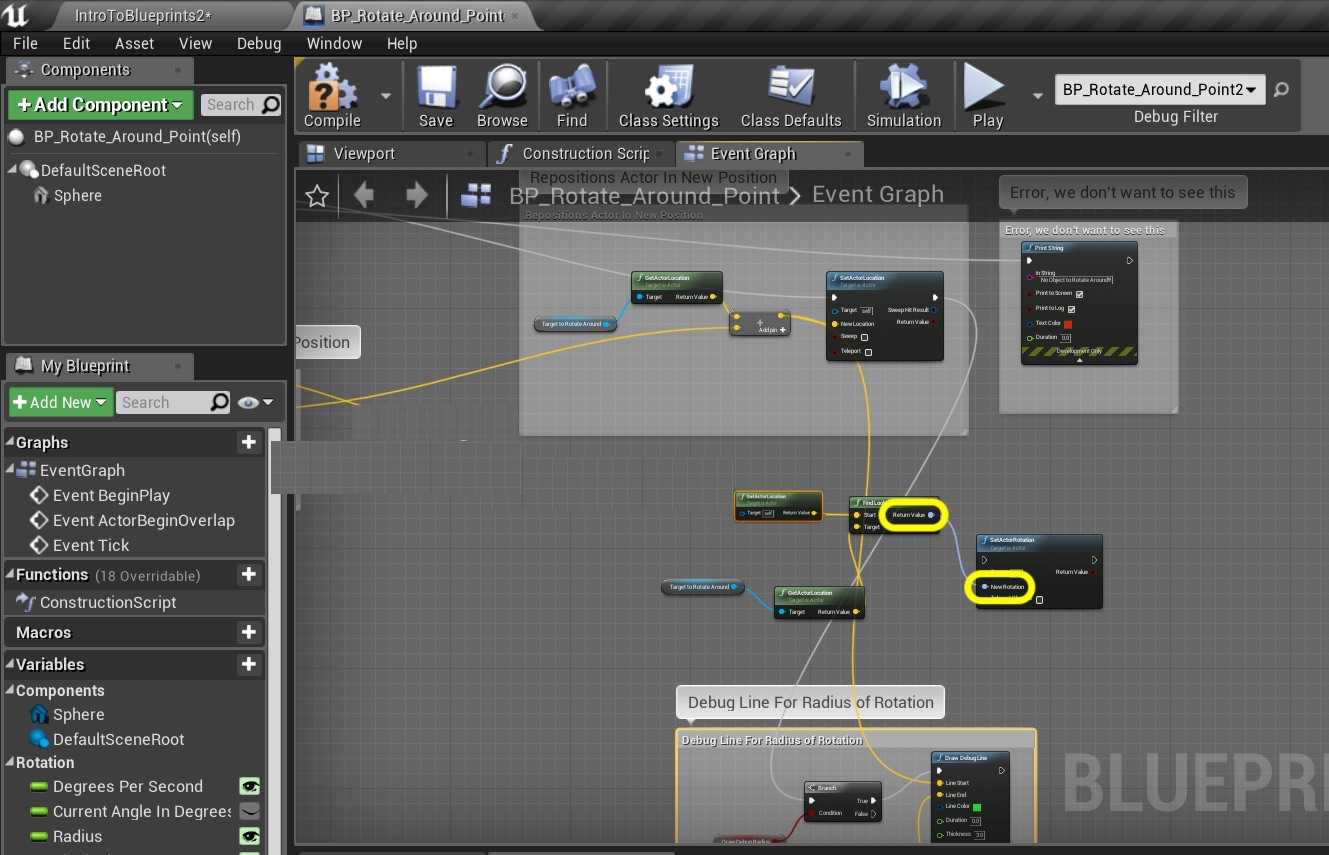 IntroToBlueprints2*
BP_Rotate_Around_Point
File Edit Asset View Debug Window Help
Components
+Add Component
Search
BP_Rotate_Around_Point(self)
DefaultSceneRoot
Sphere
Compile
Save
Browse
Find
Class Settings
Class Defaults
Simulation
Play
BP_Rotate_Around_Point2
Debug Filter
Viewport
Construction Scrip
Event Graph
Repositions Actor In New Position
BP_Rotate_Around_Point > Event Graph
Repositions Actor In New Position
Error, we don't want to see this
Error, we don't want to see this
Print String
In String
No Object to Rotate Around!!
Print to Screen
Print to Log
Text Color
Duration 0.0
Development Only
GetActorLocation
Target is Actor
Target Return Value
Target to Rotate Around
Add pin +
SetActorLocation
Target is Actor
Target self Sweep Hit Result
New Location Return Value
Sweep
Teleport
Position
My Blueprint
+Add New
Search
Graphs
EventGraph
Event BeginPlay
Event ActorBeginOverlap
Event Tick
Functions (18 Overridable)
ConstructionScript
Macros
Variables
Components
Sphere
DefaultSceneRoot
Rotation
Degrees Per Second
Current Angle In Degrees
Radius
GetActorLocation
Target is Actor
Target self Return Value
Find Loo
Start Return Value
Target
SetActorRotation
Target is Actor
Return Value
New Rotation
Target to Rotate Around
GetActorLocation
Target is Actor
Target Return Value
Debug Line For Radius of Rotation
Debug Line For Radius of Rotation
Branch
True
Condition False
Draw Debug Radius
Draw Debug Line
Line Start
Line End
Line Color
Duration 0.0
Thickness
BLUEPRI